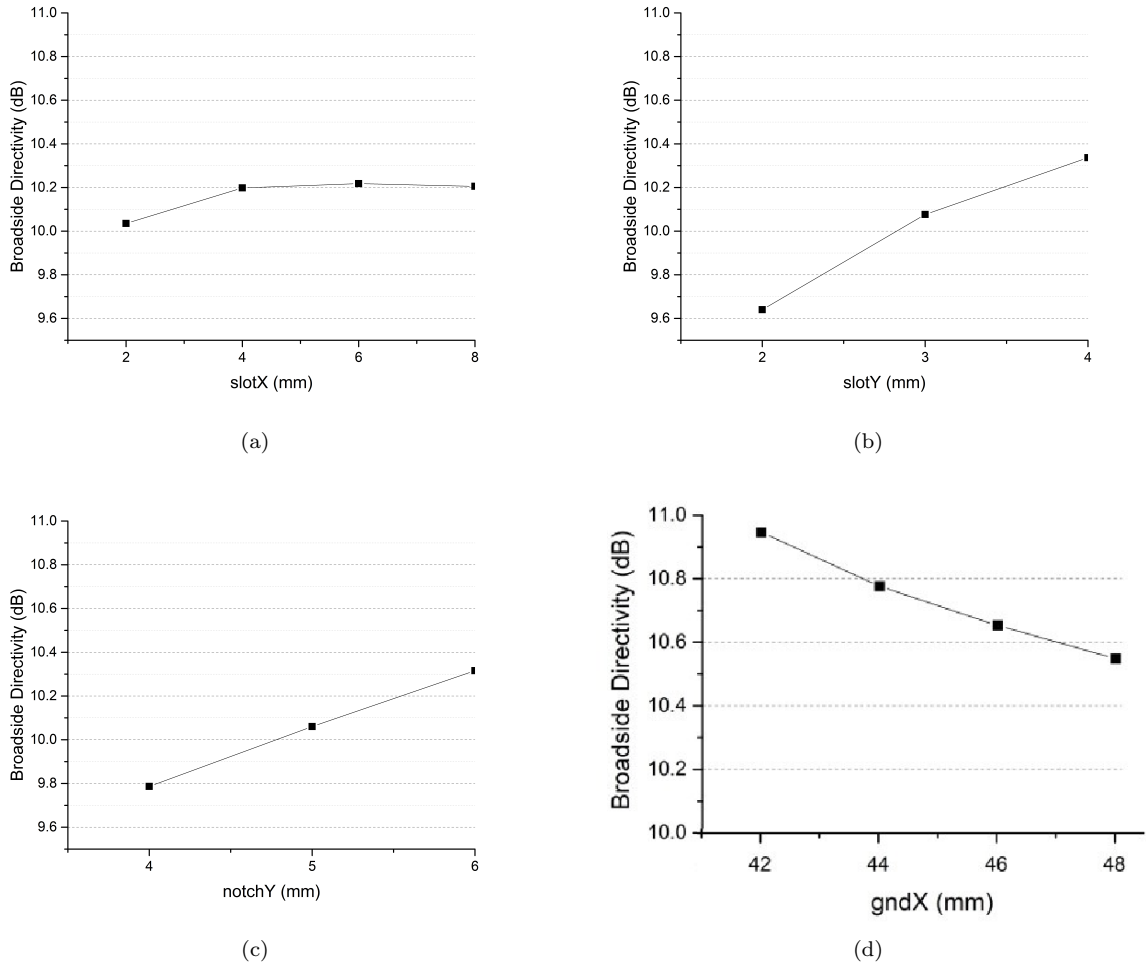 11.0
10.8
10.6
10.4
10.2
10.0
9.8
9.6
Broadside Directivity (dB)
2 4 6 8
slotX (mm)
(a)
11.0
10.8
10.6
10.4
10.2
10.0
9.8
9.6
Broadside Directivity (dB)
2 3 4
slotY (mm)
(b)
11.0
10.8
10.6
10.4
10.2
10.0
9.8
9.6
Broadside Directivity (dB)
4 5 6
notchY (mm)
(c)
11.0
10.8
10.6
10.4
10.2
10.0
Broadside Directivity (dB)
42 44 46 48
gndX (mm)
(d)